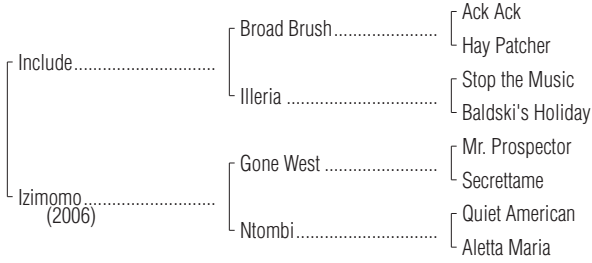 Ack Ack
Broad Brush
Hay Patcher
Include
Stop the Music
Illeria
Baldski's Holiday
Mr. Prospector
Gone West
Secrettame
Izimomo
(2006)
Quiet American
Ntombi
Aletta Maria